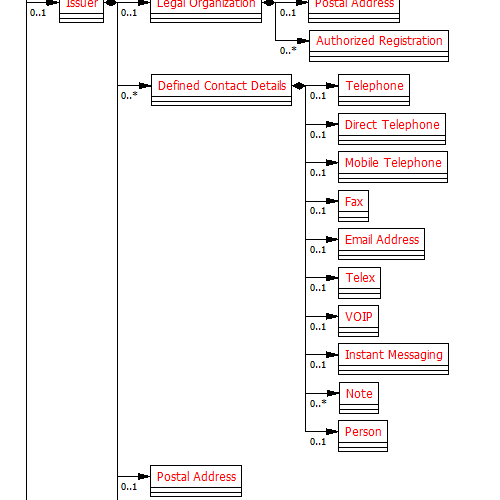 Issuer
Legal Organization
Postal Address
0..1
0..1
0..1
Authorized Registration
0..*
Defined Contact Details
Telephone
0..*
0..1
Direct Telephone
0..1
Mobile Telephone
0..1
Fax
0..1
Email Address
0..1
Telex
0..1
VOIP
0..1
Instant Messaging
0..1
Note
0..*
Person
0..1
Postal Address
0..1